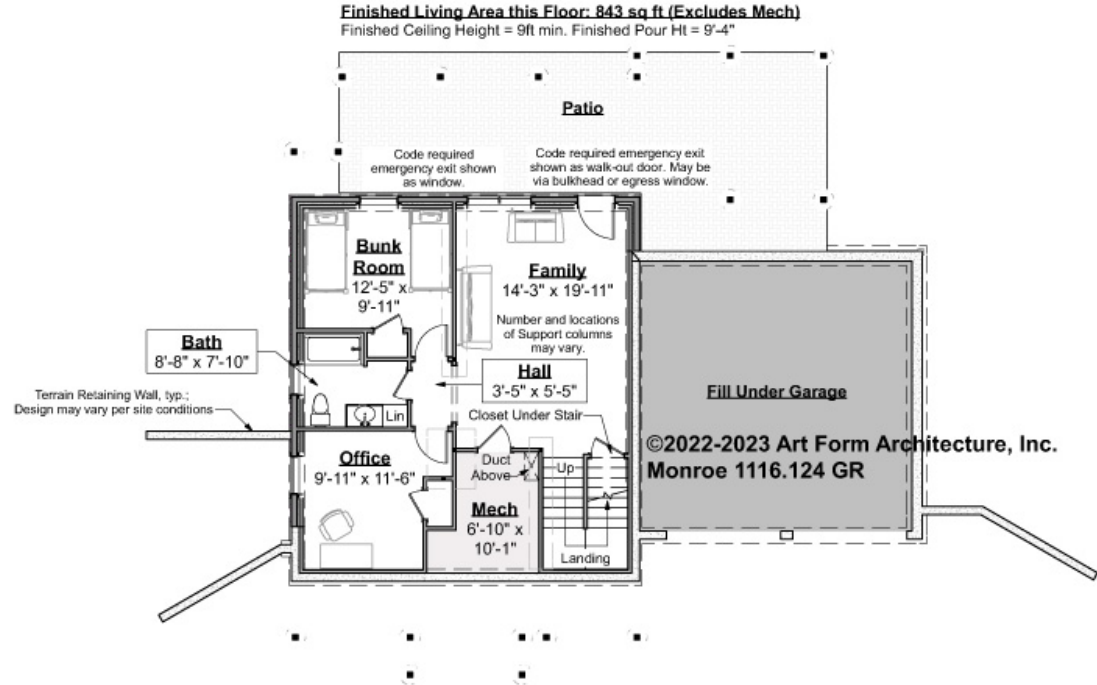 Finished Living Area this Floor: 843 sq ft (Excludes Mech)
Finished Ceiling Height = 9ft min. Finished Pour Ht = 9'-4"
Patio
Code required
emergency exit shown
as window.
Code required emergency exit
shown as walk-out door. May be
via bulkhead or egress window.
Bunk
Room
12'-5" x
9'-11"
Family
14'-3" x 19'-11"
Number and locations
of Support columns
may vary.
Bath
8'-8" x 7'-10"
Hall
3'-5" x 5'-5"
Terrain Retaining Wall, typ.;
Design may vary per site conditions
Lin
Closet Under Stair
Fill Under Garage
©2022-2023 Art Form Architecture, Inc.
Monroe 1116.124 GR
Office
9'-11" x 11'-6"
Duct
Above
Up
Mech
6'-10" x
10'-1"
Landing